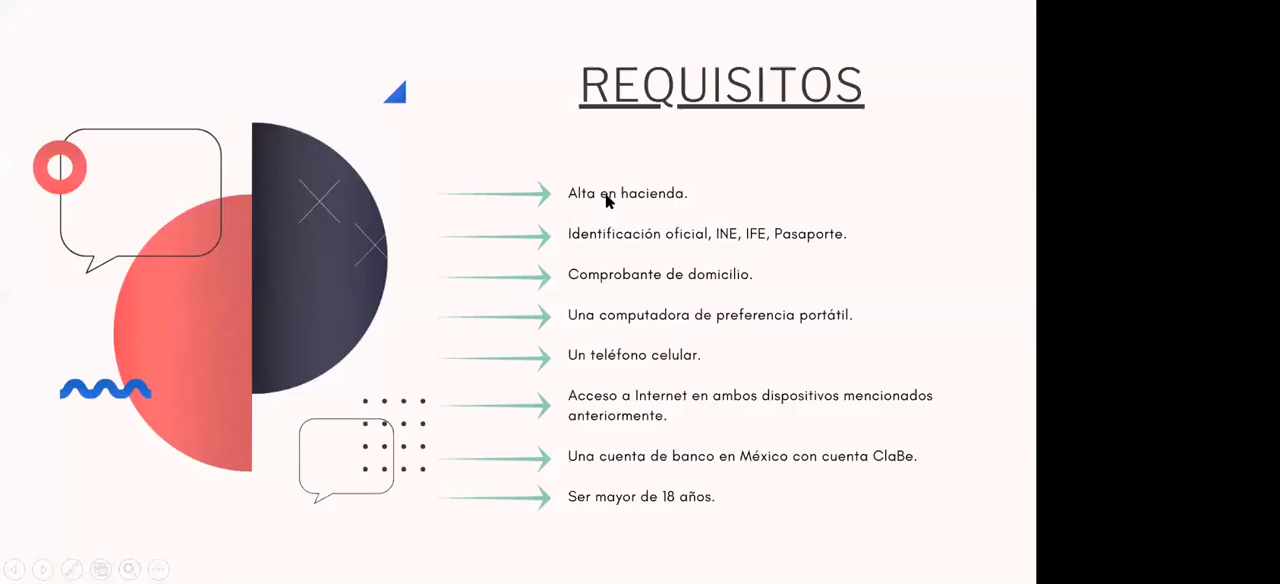 REQUISITOS
Alta en hacienda.
Identificación oficial, INE, IFE, Pasaporte.
Comprobante de domicilio.
Una computadora de preferencia portátil.
Un teléfono celular.
Acceso a Internet en ambos dispositivos mencionados
anteriormente.
Una cuenta de banco en México con cuenta ClaBe.
Ser mayor de 18 años.